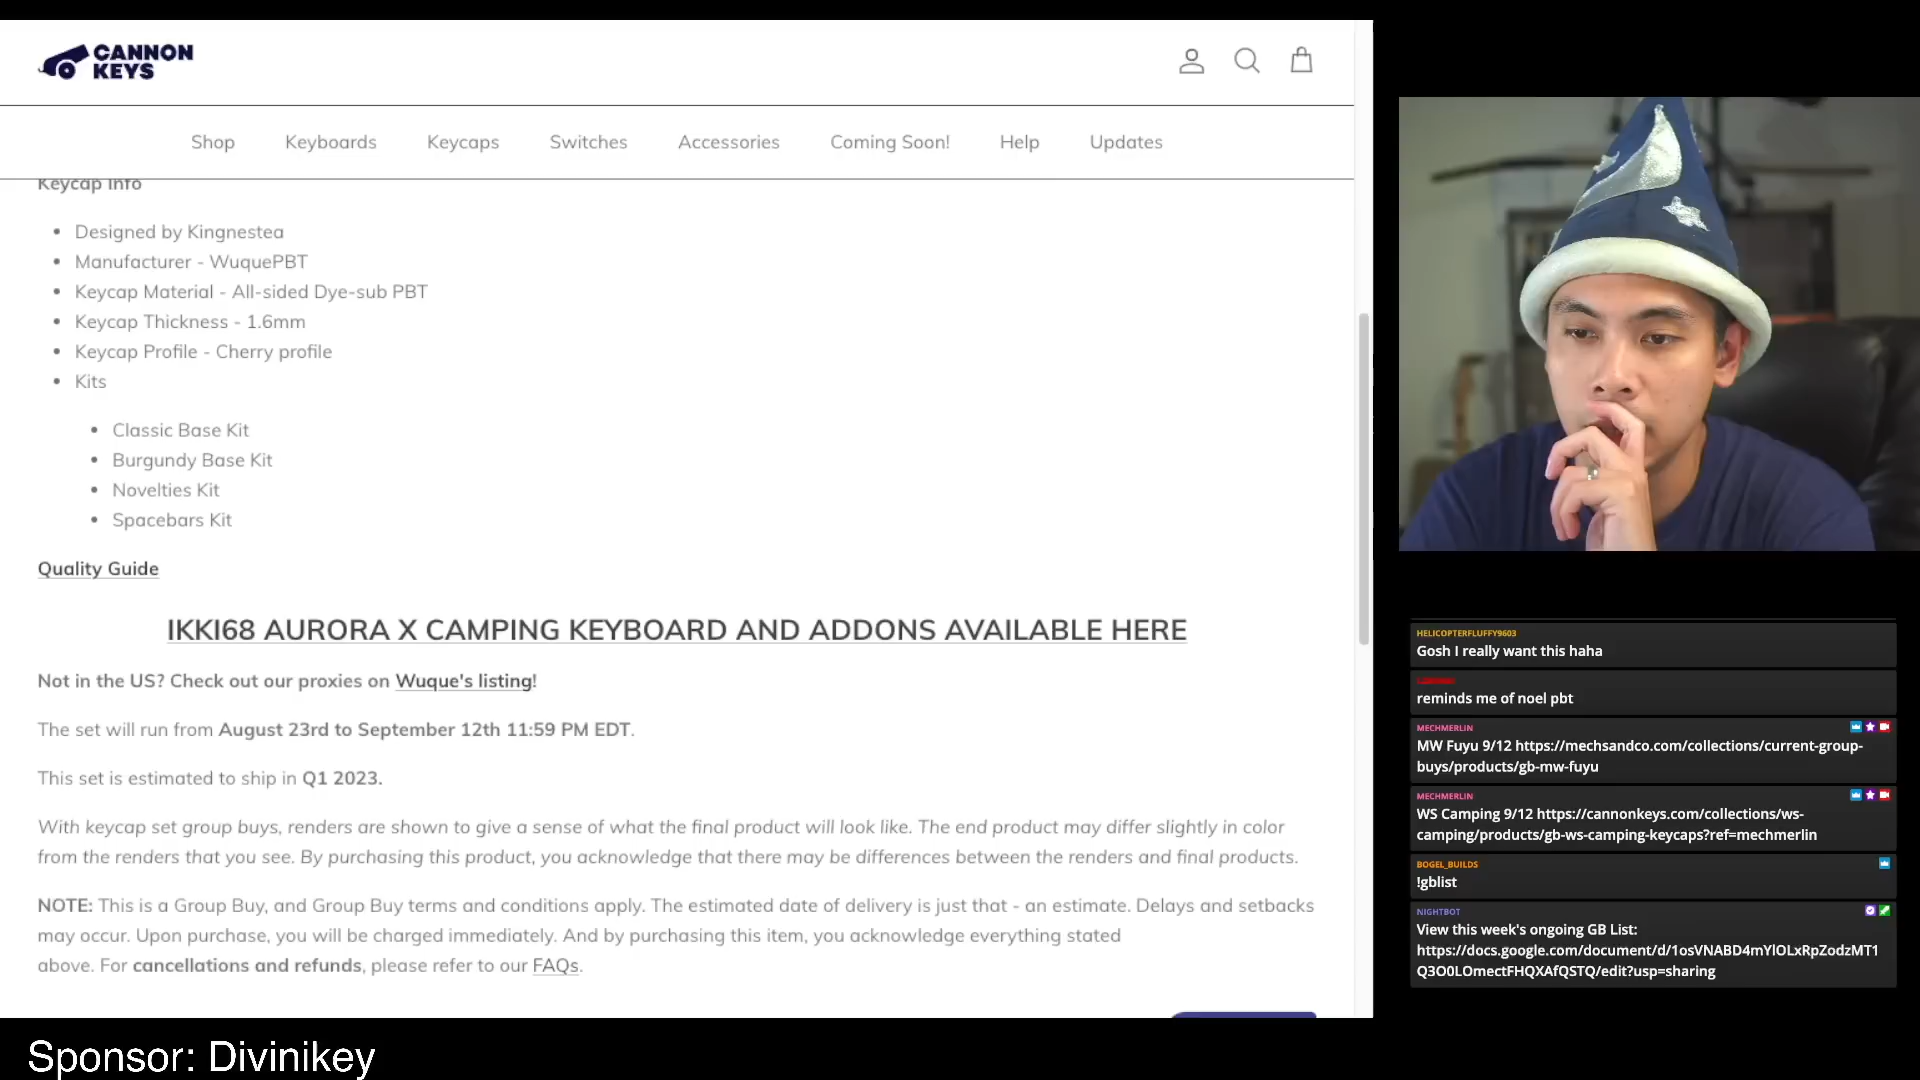 CANNON
KEYS
Shop Keyboards Keycaps Switches Accessories Coming Soon! Help Updates
Keycap Info
Designed by Kingnestea
Manufacturer - WuquePBT
Keycap Material - All-sided Dye-sub PBT
Keycap Thickness - 1.6mm
Keycap Profile - Cherry profile
Kits
Classic Base Kit
Burgundy Base Kit
Novelties Kit
Spacebars Kit
Quality Guide
IKKI68 AURORA X CAMPING KEYBOARD AND ADDONS AVAILABLE HERE
Not in the US? Check out our proxies on Wuque's listing!
The set will run from August 23rd to September 12th 11:59 PM EDT.
This set is estimated to ship in Q1 2023.
With keycap set group buys, renders are shown to give a sense of what the final product will look like. The end product may differ slightly in color
from the renders that you see. By purchasing this product, you acknowledge that there may be differences between the renders and final products.
NOTE: This is a Group Buy, and Group Buy terms and conditions apply. The estimated date of delivery is just that - an estimate. Delays and setbacks
may occur. Upon purchase, you will be charged immediately. And by purchasing this item, you acknowledge everything stated
above. For cancellations and refunds, please refer to our FAQs.
HELICOPTERFLUFFY9603
Gosh I really want this haha
reminds me of noel pbt
MECHMERLIN
MW Fuyu 9/12 https://mechsandco.com/collections/current-group-
buys/products/gb-mw-fuyu
MECHMERLIN
WS Camping 9/12 https://cannonkeys.com/collections/ws-
camping/products/gb-ws-camping-keycaps?ref=mechmerlin
BOGEL_BUILDS
!gblist
NIGHTBOT
View this week's ongoing GB List:
https://docs.google.com/document/d/1osVNABD4mYlOLxRpZodzMT1
Q3O0LOmectFHQXAfQSTQ/edit?usp=sharing
Sponsor: Divinikey